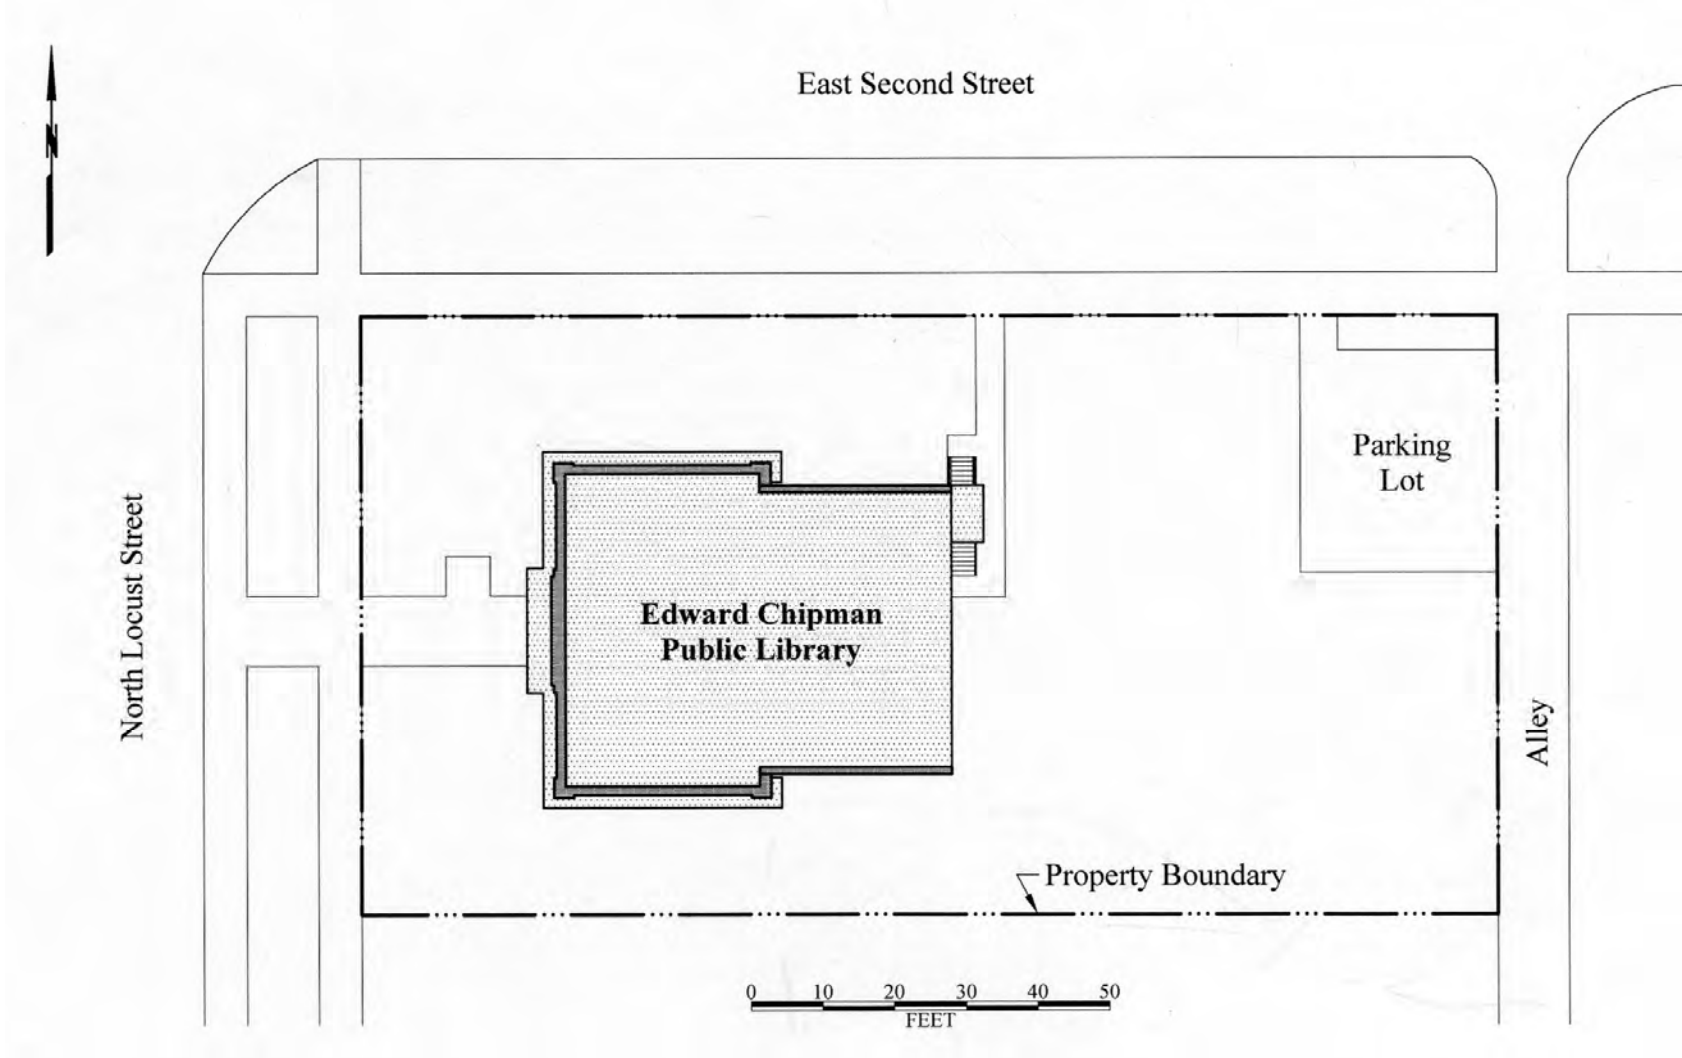 East Second Street
N
Parking
Lot
North Locust Street
Edward Chipman
Public Library
Alley
Property Boundary
0 10 20 30 40 50
FEET